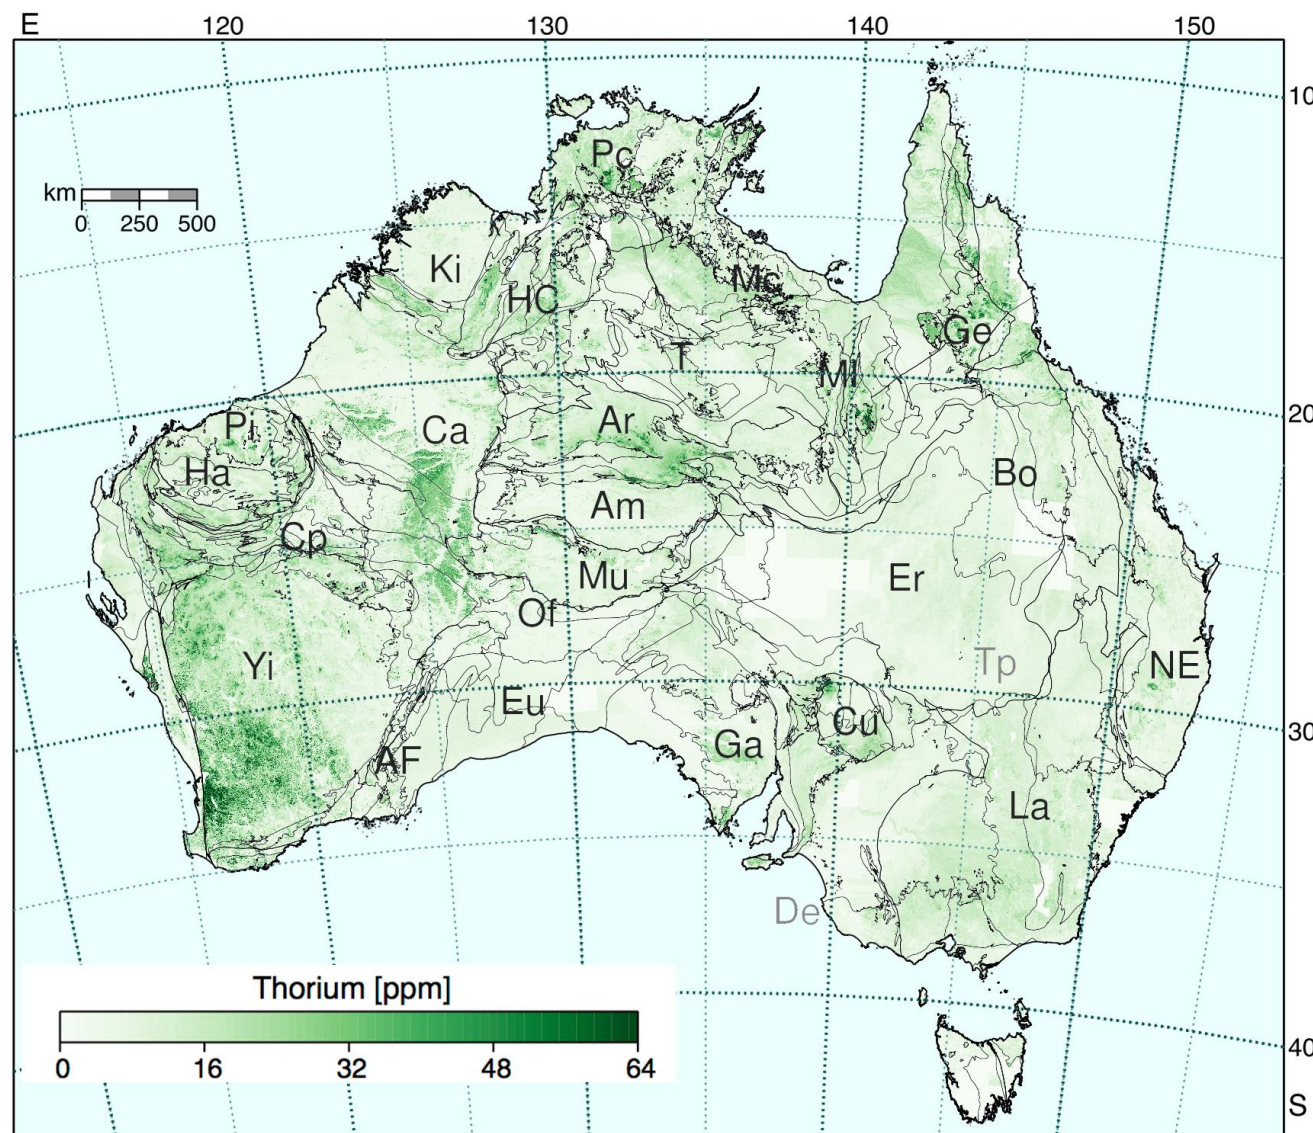 E 120 130 140 150
10
Pc
km
0 250 500
Ki
Mc
HC
Ge
T
MI
20
Pi
Ar
Ca
Ha
Bo
Am
Cp
Mu
Er
Of
Yi
Tp
NE
Eu
Cu
30
Ga
AF
La
De
Thorium [ppm]
0 16 32 48 64
40
S